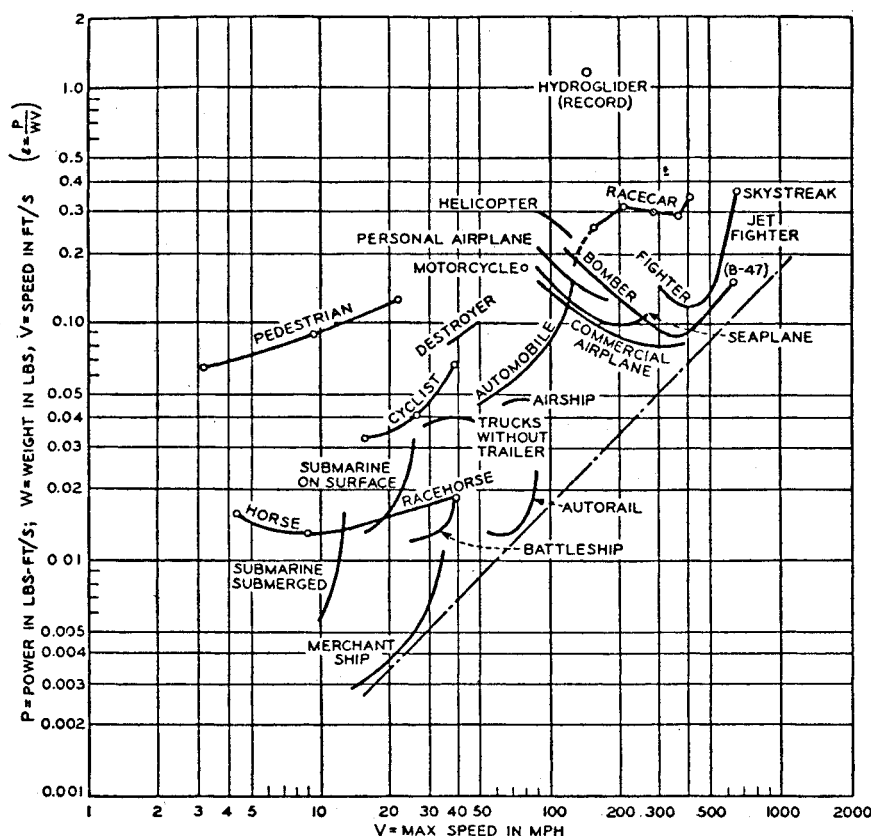 2
1.0
0.5
0.4
0.3
0.2
0.10
0.05
0.04
0.03
0.02
0.01
0.005
0.004
0.003
0.002
0.001
P=POWER IN LBS-FT/S; W=WEIGHT IN LBS, V=SPEED IN FT/S (ε=P/WV)
HYDROGLIDER
(RECORD)
HELICOPTER
RACECAR
SKYSTREAK
JET
FIGHTER
PERSONAL AIRPLANE
MOTORCYCLE
BOMBER
FIGHTER
(B-47)
PEDESTRIAN
DESTROYER
SEAPLANE
COMMERCIAL
AIRPLANE
AUTOMOBILE
CYCLIST
AIRSHIP
TRUCKS
WITHOUT
TRAILER
SUBMARINE
ON SURFACE
RACEHORSE
HORSE
AUTORAIL
BATTLESHIP
SUBMARINE
SUBMERGED
MERCHANT
SHIP
1 2 3 4 5 10 20 30 40 50 100 200 300 500 1000 2000
V=MAX SPEED IN MPH